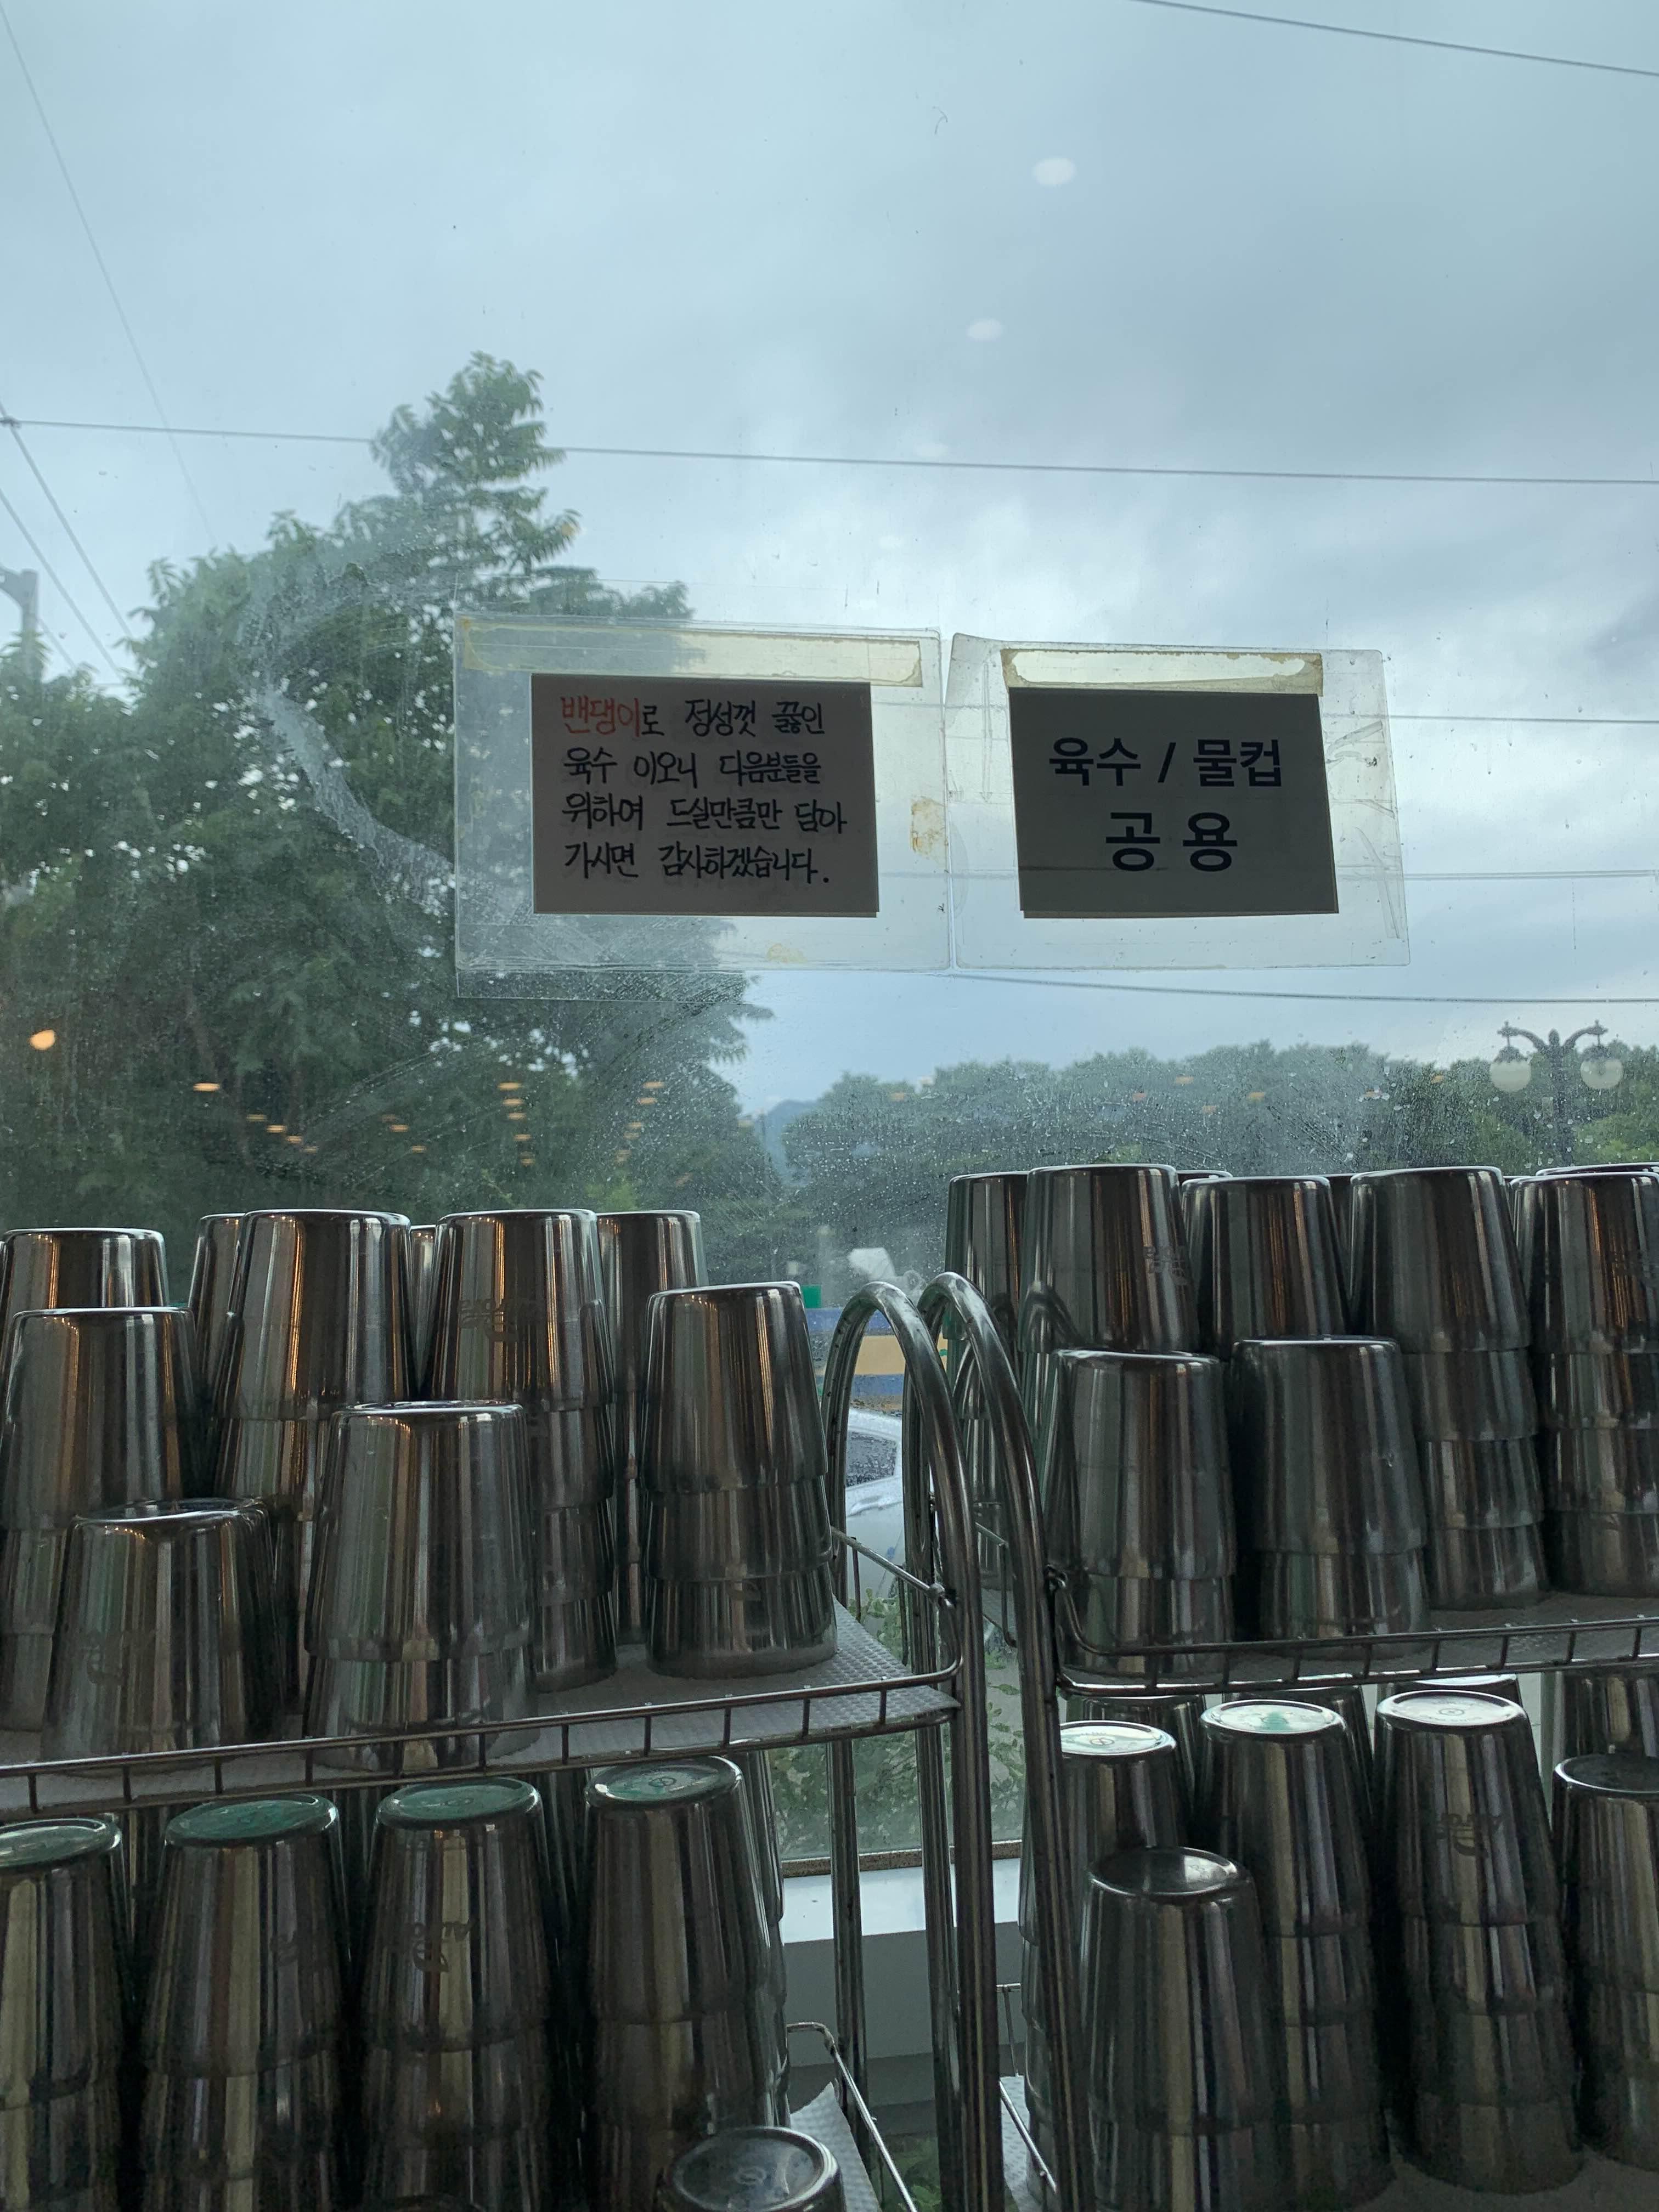 밴댕이로 정성껏 끓인
육수 이오니 다음분들을
위하여 드실만큼만 담아
가시면 감사하겠습니다.
육수 / 물컵
공용